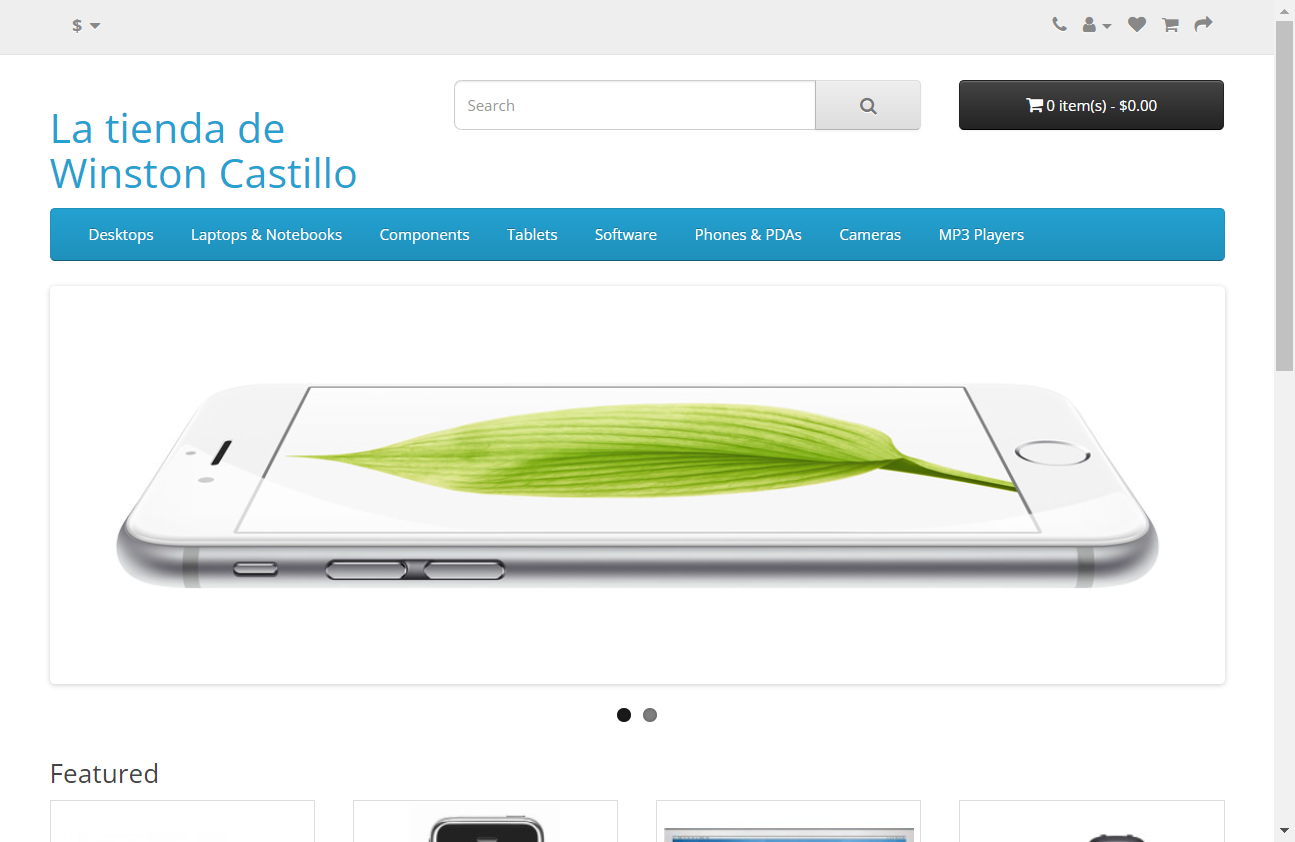 $
Search
0 item(s) - $0.00
La tienda de
Winston Castillo
Desktops Laptops & Notebooks Components Tablets Software Phones & PDAs Cameras MP3 Players
Featured